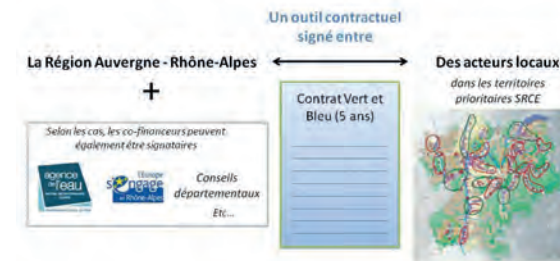 Un outil contractuel
signé entre
La Région Auvergne - Rhône-Alpes
Des acteurs locaux
+
dans les territoires
prioritaires SRCE
Contrat Vert et
Bleu (5 ans)
Selon les cas, les co-financeurs peuvent
également être signataires
agence
de l'eau
l'Europe
s'engage
en Rhône-Alpes
Conseils
départementaux
Etc...